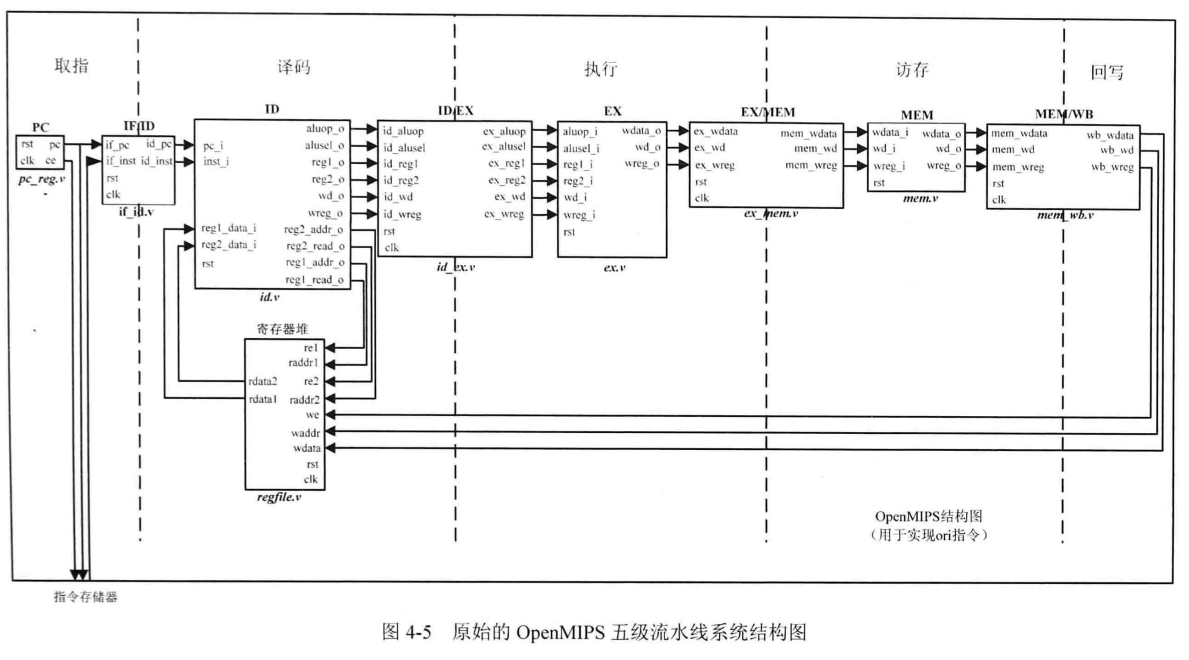 取指
译码
执行
访存
回写
PC
rst pc
clk ce
pc_reg.v
IF/ID
if_pc id_pc
if_inst id_inst
rst
clk
if_id.v
ID
aluop_o
pc_i alusel_o
inst_i reg1_o
reg2_o
wd_o
wreg_o
reg1_data_i reg2_addr_o
reg2_data_i reg2_read_o
rst reg1_addr_o
reg1_read_o
id.v
ID/EX
id_aluop ex_aluop
id_alusel ex_alusel
id_reg1 ex_reg1
id_reg2 ex_reg2
id_wd ex_wd
id_wreg ex_wreg
rst
clk
id_ex.v
EX
aluop_i wdata_o
alusel_i wd_o
reg1_i wreg_o
reg2_i
wd_i
wreg_i
rst
ex.v
EX/MEM
ex_wdata mem_wdata
ex_wd mem_wd
ex_wreg mem_wreg
rst
clk
ex_mem.v
MEM
wdata_i wdata_o
wd_i wd_o
wreg_i wreg_o
rst
mem.v
MEM/WB
mem_wdata wb_wdata
mem_wd wb_wd
mem_wreg wb_wreg
rst
clk
mem_wb.v
寄存器堆
re1
raddr1
rdata2 re2
rdata1 raddr2
we
waddr
wdata
rst
clk
regfile.v
OpenMIPS结构图
（用于实现ori指令）
指令存储器
图 4-5 原始的 OpenMIPS 五级流水线系统结构图